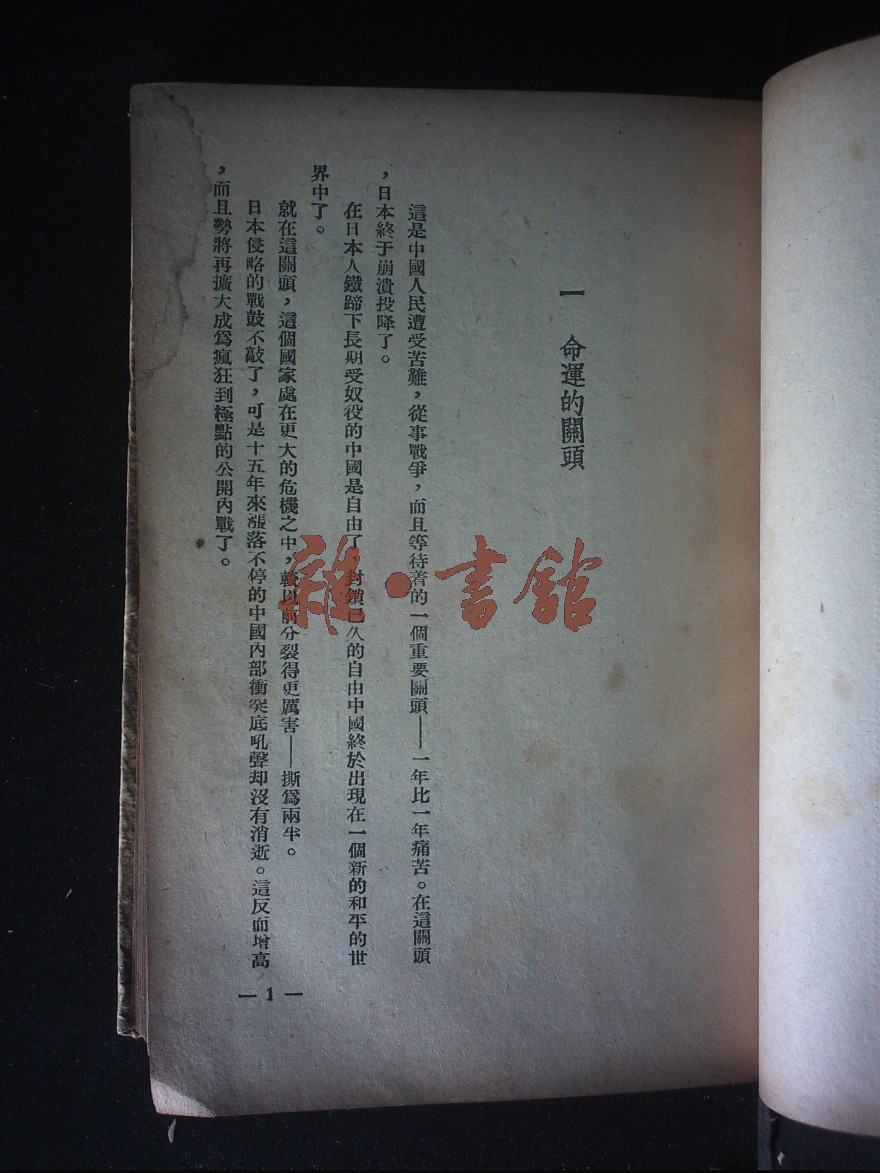 一 命運的關頭
這是中國人民遭受苦難，從事戰爭，而且等待着的一個重要關頭——一年比一年痛苦。在這關頭
，日本終于崩潰投降了。
在日本人鐵蹄下長期受奴役的中國是自由了。封鎖已久的自由中國終於出現在一個新的和平的世
界中了。
就在這關頭，這個國家處在更大的危機之中，較以前分裂得更厲害——撕爲兩半。
日本侵略的戰鼓不敲了，可是十五年來漲落不停的中國內部衝突底吼聲却沒有消逝。這反而增高
，而且勢將再擴大成爲瘋狂到極點的公開內戰了。
— 1 —
雜·書館